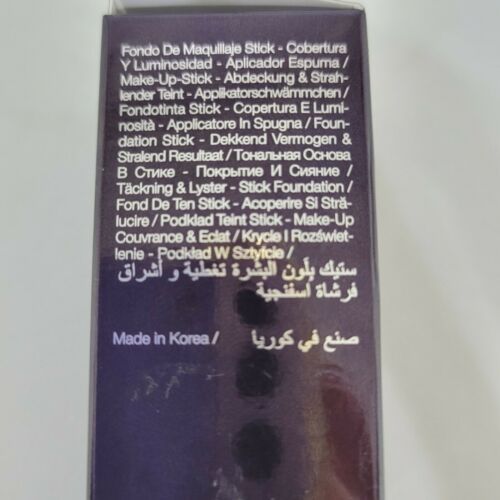 Fondo De Maquillaje Stick - Cobertura
Y Luminosidad - Aplicador Espuma /
Make-Up-Stick - Abdeckung & Strah-
lender Teint - Applikatorschwämmchen /
Fondotinta Stick - Copertura E Lumi-
nosità - Applicatore In Spugna / Foun-
dation Stick - Dekkend Vermogen &
Stralend Resultaat / Тональная Основа
В Стике - Покрытие И Сияние /
Täckning & Lyster - Stick Foundation /
Fond De Ten Stick - Acoperire Si Stră-
lucire / Podkład Teint Stick - Make-Up
Couvrance & Eclat / Krycie I Rozświet-
lenie - Podkład W Sztyfcie /
ستيك بلّون البشرة تغطية و أشراق
فرشاة اسفنجية
Made in Korea / صنع في كوريا